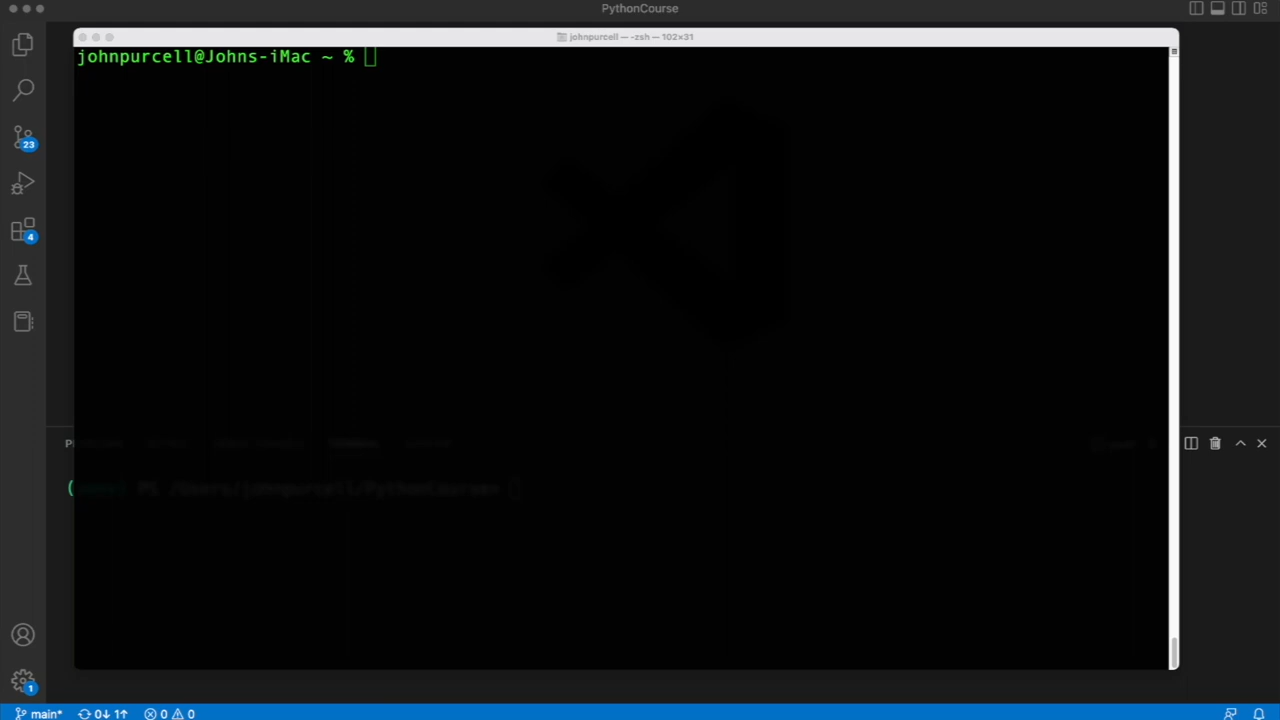 PythonCourse
johnpurcell — -zsh — 102×31
johnpurcell@Johns-iMac ~ %
23
4
1
main* 0↓ 1↑ 0 0